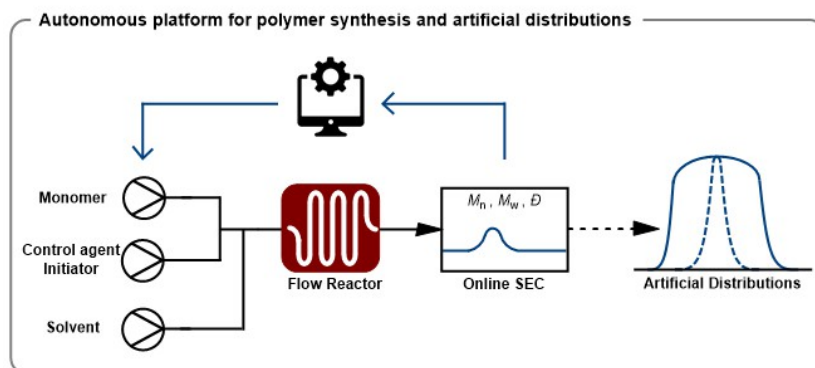 Autonomous platform for polymer synthesis and artificial distributions
Monomer
Control agent
Initiator
Solvent
Flow Reactor
Mn , Mw , Đ
Online SEC
Artificial Distributions